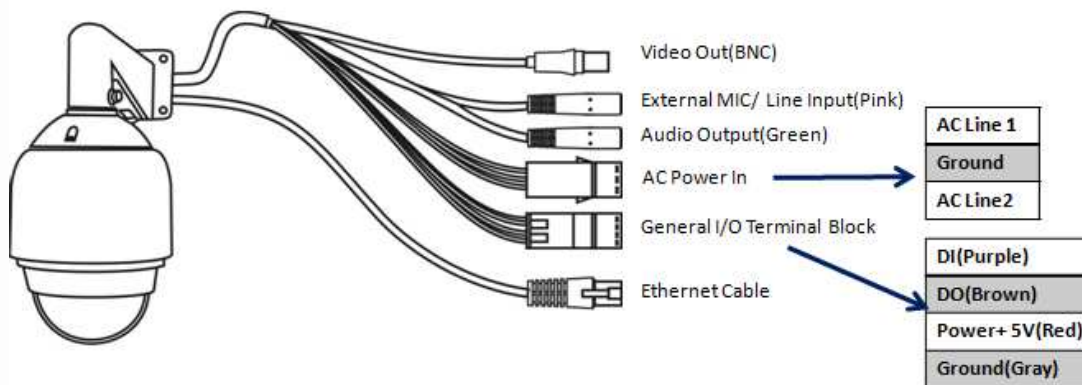 Video Out(BNC)
External MIC/ Line Input(Pink)
Audio Output(Green)
AC Power In
General I/O Terminal Block
Ethernet Cable
AC Line 1
Ground
AC Line2
DI(Purple)
DO(Brown)
Power+ 5V(Red)
Ground(Gray)